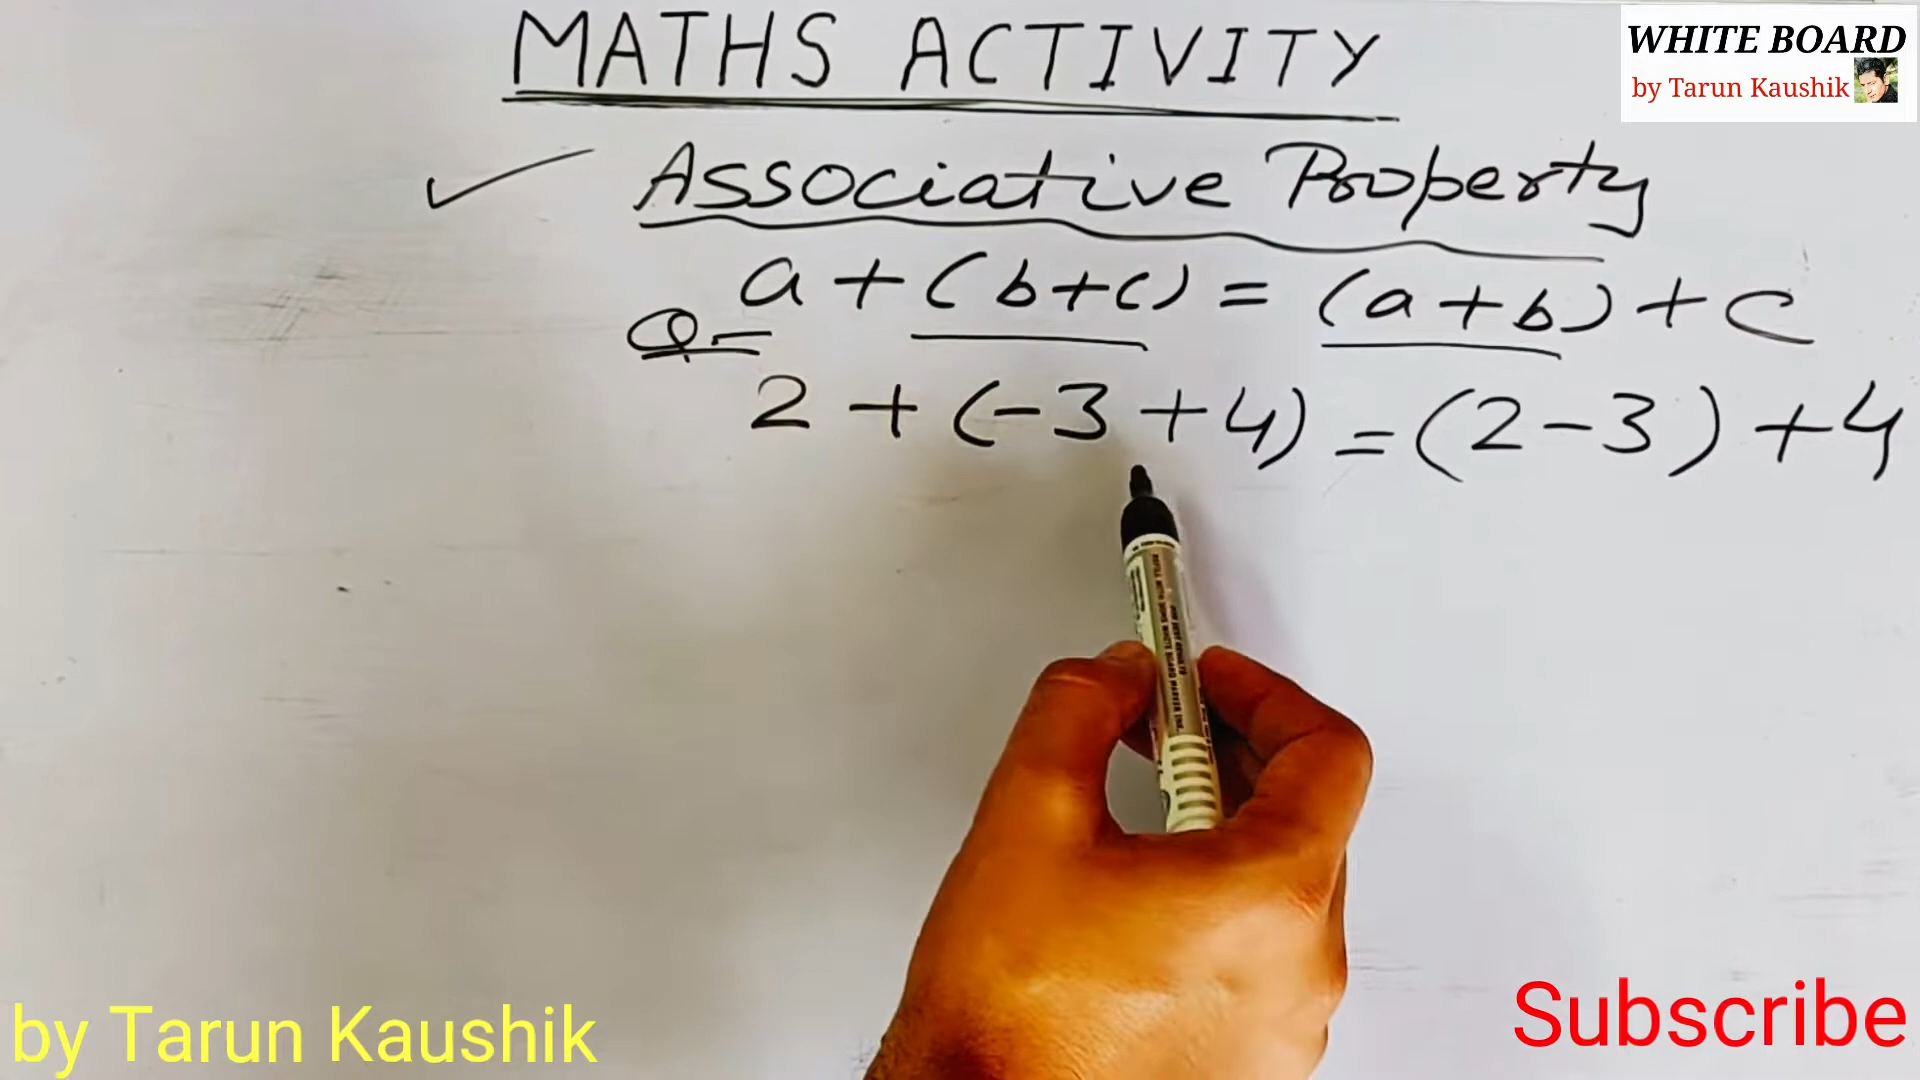 MATHS ACTIVITY
WHITE BOARD
by Tarun Kaushik
Associative Property
a + (b+c) = (a+b) + c
Q-
2 + (-3+4) = (2-3) + 4
by Tarun Kaushik
Subscribe